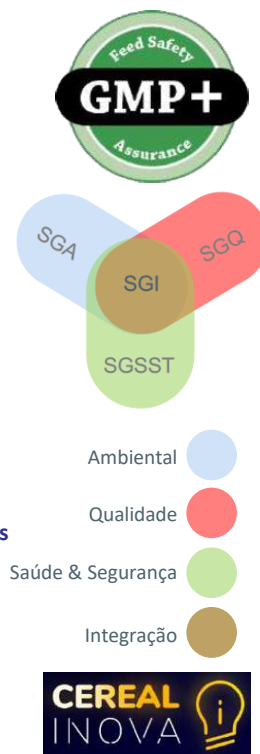 Feed Safety
GMP+
Assurance
SGA
SGQ
SGI
SGSST
Ambiental
Qualidade
s
Saúde & Segurança
Integração
CEREAL
INOVA
i